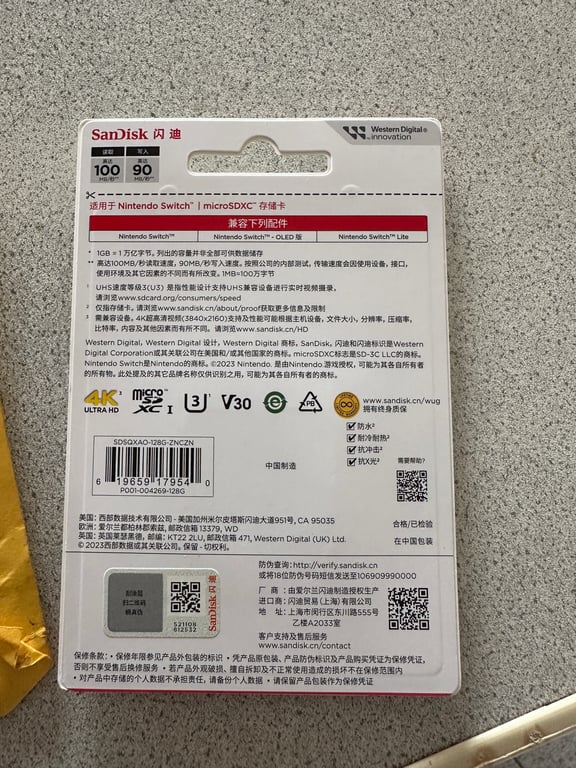 SanDisk 闪迪
Western Digital®
innovation
读取 写入
高达 高达
100 90
MB/秒** MB/秒**
适用于 Nintendo Switch™ | microSDXC™ 存储卡
兼容下列配件
Nintendo Switch™ Nintendo Switch™ - OLED 版 Nintendo Switch™ Lite
* 1GB = 1 万亿字节。列出的容量并非全部可供数据储存
** 高达100MB/秒读取速度，90MB/秒写入速度。按照公司的内部测试，传输速度会因使用设备，接口，
使用环境及其它因素的不同而有所改变。1MB=100万字节
¹ UHS速度等级3(U3) 是指性能设计支持UHS兼容设备进行实时视频摄录，
请浏览www.sdcard.org/consumers/speed
² 仅指存储卡。请浏览www.sandisk.cn/about/proof获取更多信息及限制
³ 需兼容设备。4K超高清视频(3840x2160)支持及性能可能根据主机设备，文件大小，分辨率，压缩率，
比特率，内容及其他因素而有所不同。请浏览www.sandisk.cn/HD
Western Digital, Western Digital 设计，Western Digital 商标，SanDisk，闪迪和闪迪标识是Western
Digital Corporation或其关联公司在美国和/或其他国家的商标。microSDXC标志是SD-3C LLC的商标。
Nintendo Switch是Nintendo的商标。©2023 Nintendo. 是由Nintendo.游戏授权，可能为其各自所有者的
所有物。此处提及的其它品牌名称仅供识别之用，可能为其各自所有者的商标。
4K³
ULTRA HD
micro
SD
XC I
U3¹
V30
e
PB
∞
www.sandisk.cn/wug
拥有终身质保
防水²
耐冷耐热²
抗冲击²
抗X光²
需要帮助?
SDSQXAO-128G-ZNCZN
6 19659 17954 0
P001-004269-128G
中国制造
美国: 西部数据技术有限公司 - 美国加州米尔皮塔斯闪迪大道951号, CA 95035
欧洲: 爱尔兰都柏林郡索兹, 邮政信箱 13379, WD
英国: 英国莱瑟黑德, 邮编: KT22 2LU, 邮政信箱 471, Western Digital (UK) Ltd.
© 2023西部数据或其关联公司。保留一切权利。
合格/已检验
在中国包装
刮涂层
扫二维码
辨真伪
SanDisk 闪迪
521108
612532
防伪查询: http://verify.sandisk.cn
或将18位防伪号码短信发送至106909990000
厂 商: 由爱尔兰闪迪制造授权生产
进口商: 闪迪贸易(上海)有限公司
地 址: 上海市闵行区东川路555号
乙楼A2033室
客户支持及售后服务
www.sandisk.cn/contact
保修条款: • 保修年限参见产品外包装的标识 • 凭产品原包装、产品防伪标识及产品购买凭证为保修凭证,
否则不享受售后换修服务 • 若产品外观破损、擅自拆卸及不正常使用造成的损坏不在保修范围内
• 对产品中存储的个人数据不承担责任, 请备份个人数据 • 请保留产品包装作为保修凭证